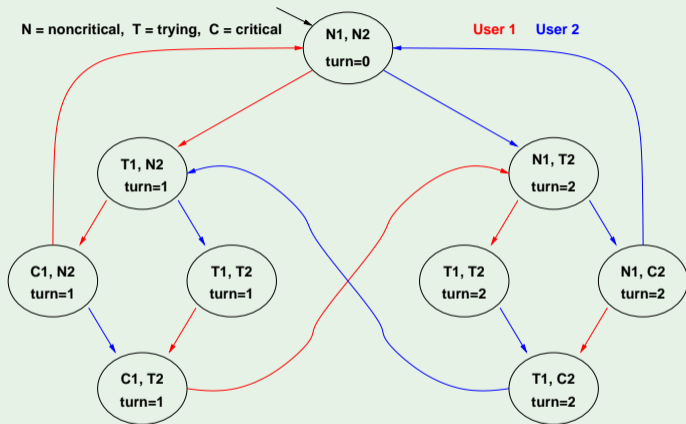 N = noncritical, T = trying, C = critical
User 1 User 2
N1, N2
turn=0
T1, N2
turn=1
N1, T2
turn=2
C1, N2
turn=1
T1, T2
turn=1
T1, T2
turn=2
N1, C2
turn=2
C1, T2
turn=1
T1, C2
turn=2